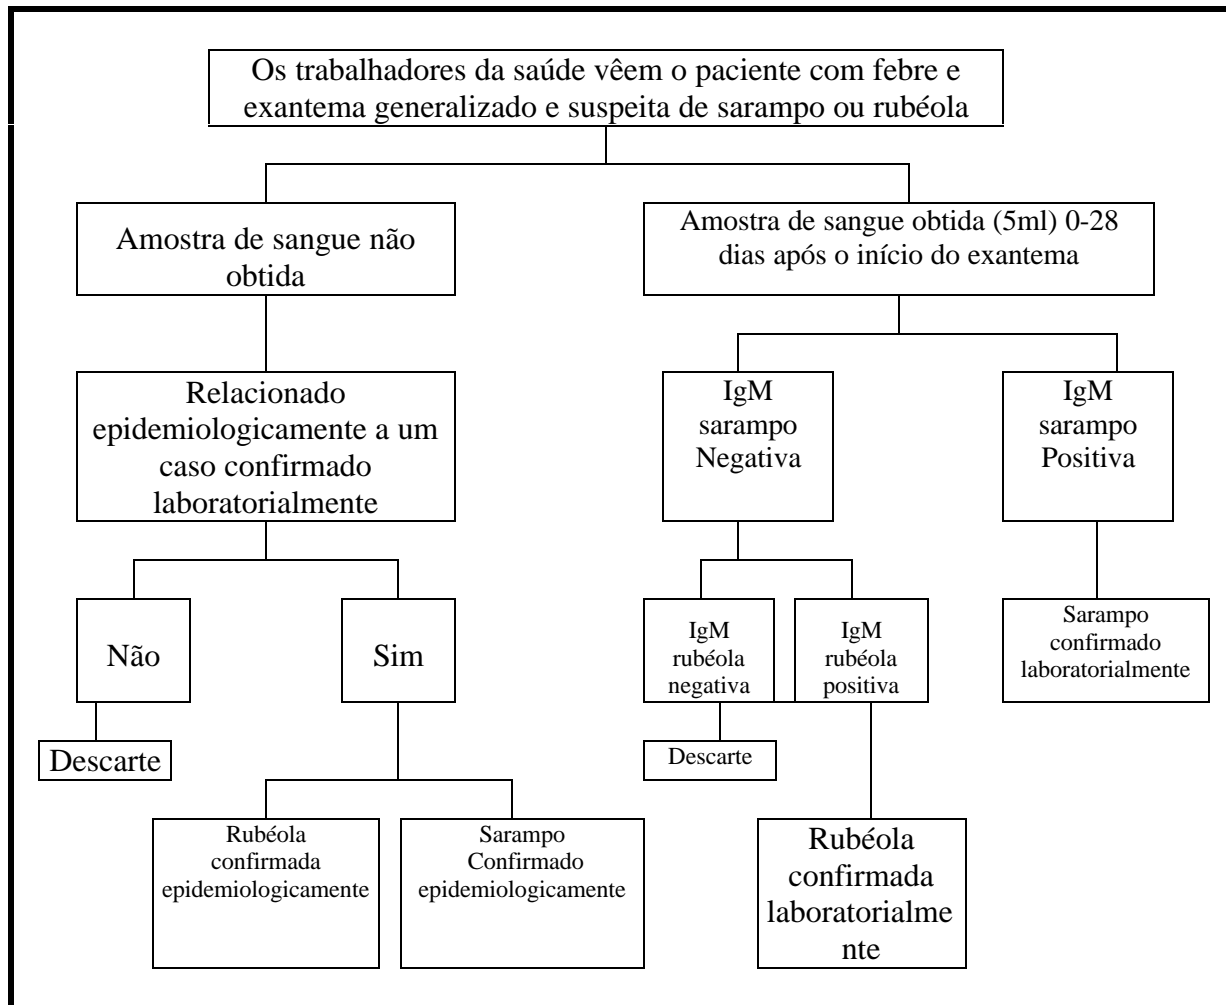 Os trabalhadores da saúde vêem o paciente com febre e
exantema generalizado e suspeita de sarampo ou rubéola
Amostra de sangue não
obtida
Amostra de sangue obtida (5ml) 0-28
dias após o início do exantema
Relacionado
epidemiologicamente a um
caso confirmado
laboratorialmente
IgM
sarampo
Negativa
IgM
sarampo
Positiva
Não
Sim
IgM
rubéola
negativa
IgM
rubéola
positiva
Sarampo
confirmado
laboratorialmente
Descarte
Descarte
Rubéola
confirmada
epidemiologicamente
Sarampo
Confirmado
epidemiologicamente
Rubéola
confirmada
laboratorialme
nte